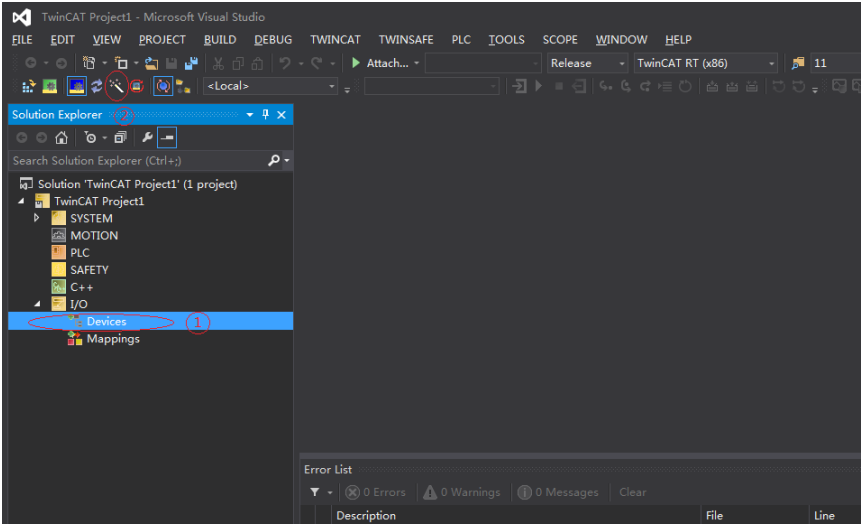 TwinCAT Project1 - Microsoft Visual Studio
FILE EDIT VIEW PROJECT BUILD DEBUG TWINCAT TWINSAFE PLC TOOLS SCOPE WINDOW HELP
Attach... Release TwinCAT RT (x86) 11
<Local>
Solution Explorer ②
Search Solution Explorer (Ctrl+;)
Solution 'TwinCAT Project1' (1 project)
TwinCAT Project1
SYSTEM
MOTION
PLC
SAFETY
C++
I/O
Devices ①
Mappings
Error List
0 Errors 0 Warnings 0 Messages Clear
Description File Line